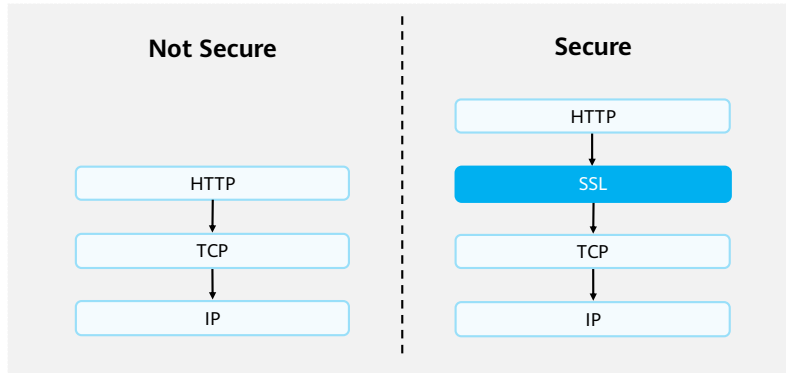 Not Secure
HTTP
TCP
IP
Secure
HTTP
SSL
TCP
IP